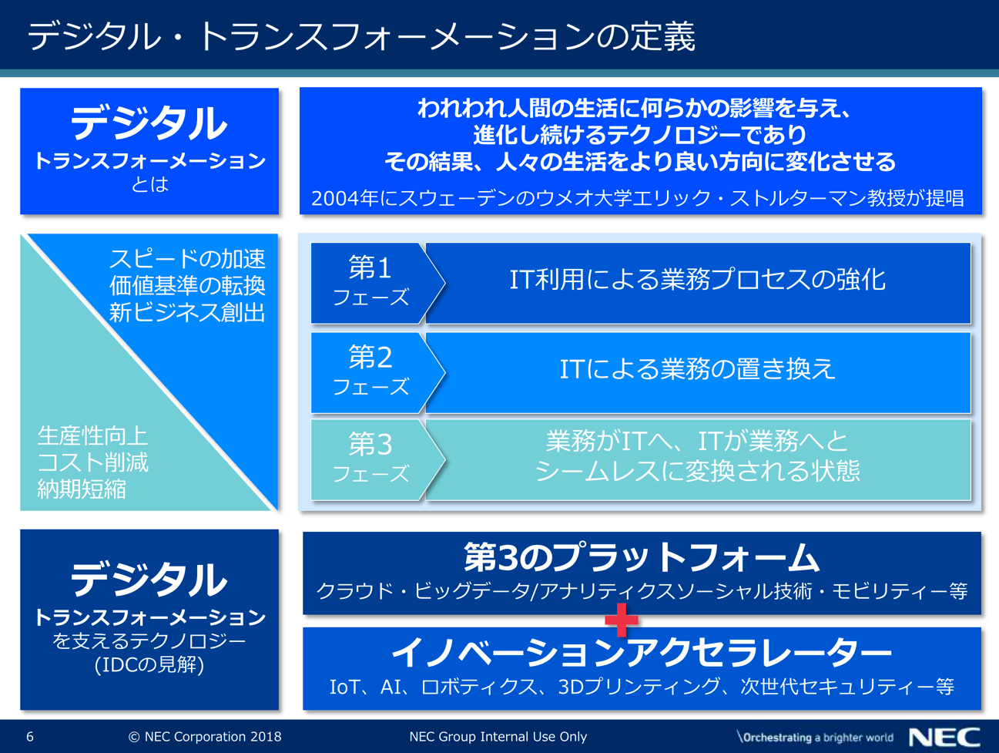 デジタル・トランスフォーメーションの定義
デジタル
トランスフォーメーション
とは
われわれ人間の生活に何らかの影響を与え、
進化し続けるテクノロジーであり
その結果、人々の生活をより良い方向に変化させる
2004年にスウェーデンのウメオ大学エリック・ストルターマン教授が提唱
スピードの加速
価値基準の転換
新ビジネス創出
生産性向上
コスト削減
納期短縮
第1
フェーズ
IT利用による業務プロセスの強化
第2
フェーズ
ITによる業務の置き換え
第3
フェーズ
業務がITへ、ITが業務へと
シームレスに変換される状態
デジタル
トランスフォーメーション
を支えるテクノロジー
(IDCの見解)
第3のプラットフォーム
クラウド・ビッグデータ/アナリティクスソーシャル技術・モビリティー等
+
イノベーションアクセラレーター
IoT、AI、ロボティクス、3Dプリンティング、次世代セキュリティー等
6
© NEC Corporation 2018
NEC Group Internal Use Only
\Orchestrating a brighter world
NEC